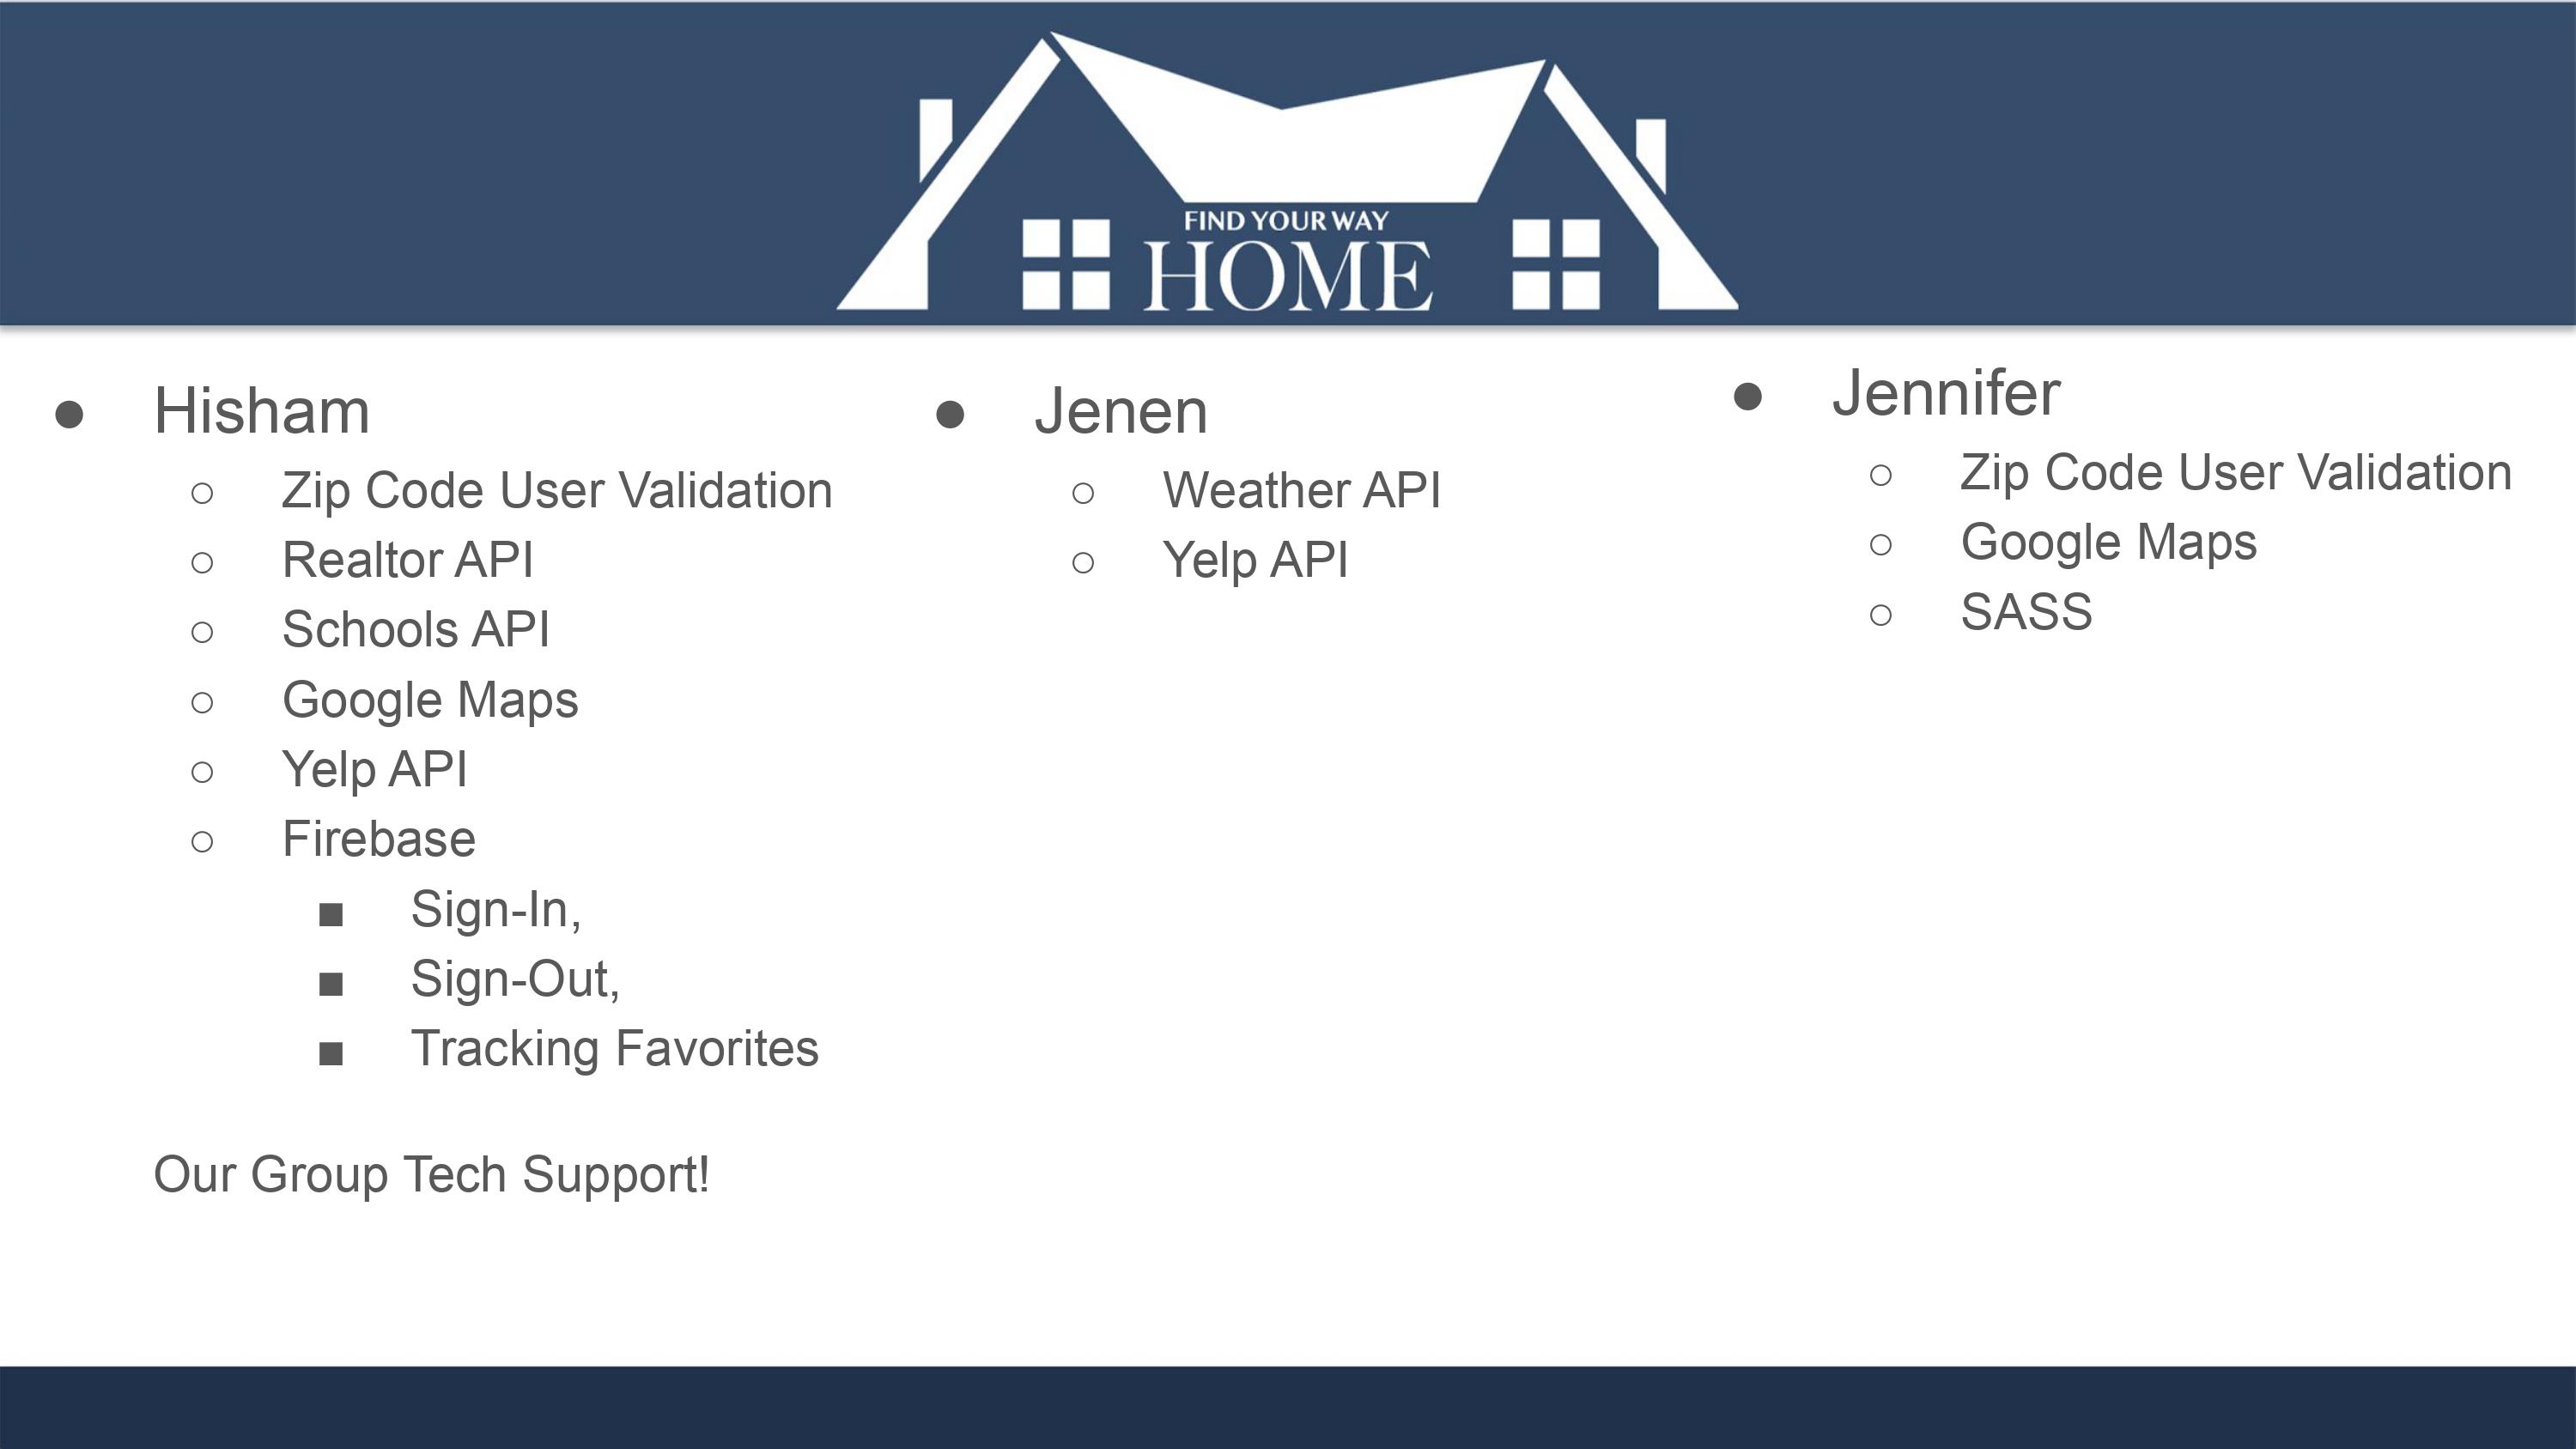 FIND YOUR WAY
HOME
● Hisham
○ Zip Code User Validation
○ Realtor API
○ Schools API
○ Google Maps
○ Yelp API
○ Firebase
■ Sign-In,
■ Sign-Out,
■ Tracking Favorites
Our Group Tech Support!
● Jenen
○ Weather API
○ Yelp API
● Jennifer
○ Zip Code User Validation
○ Google Maps
○ SASS